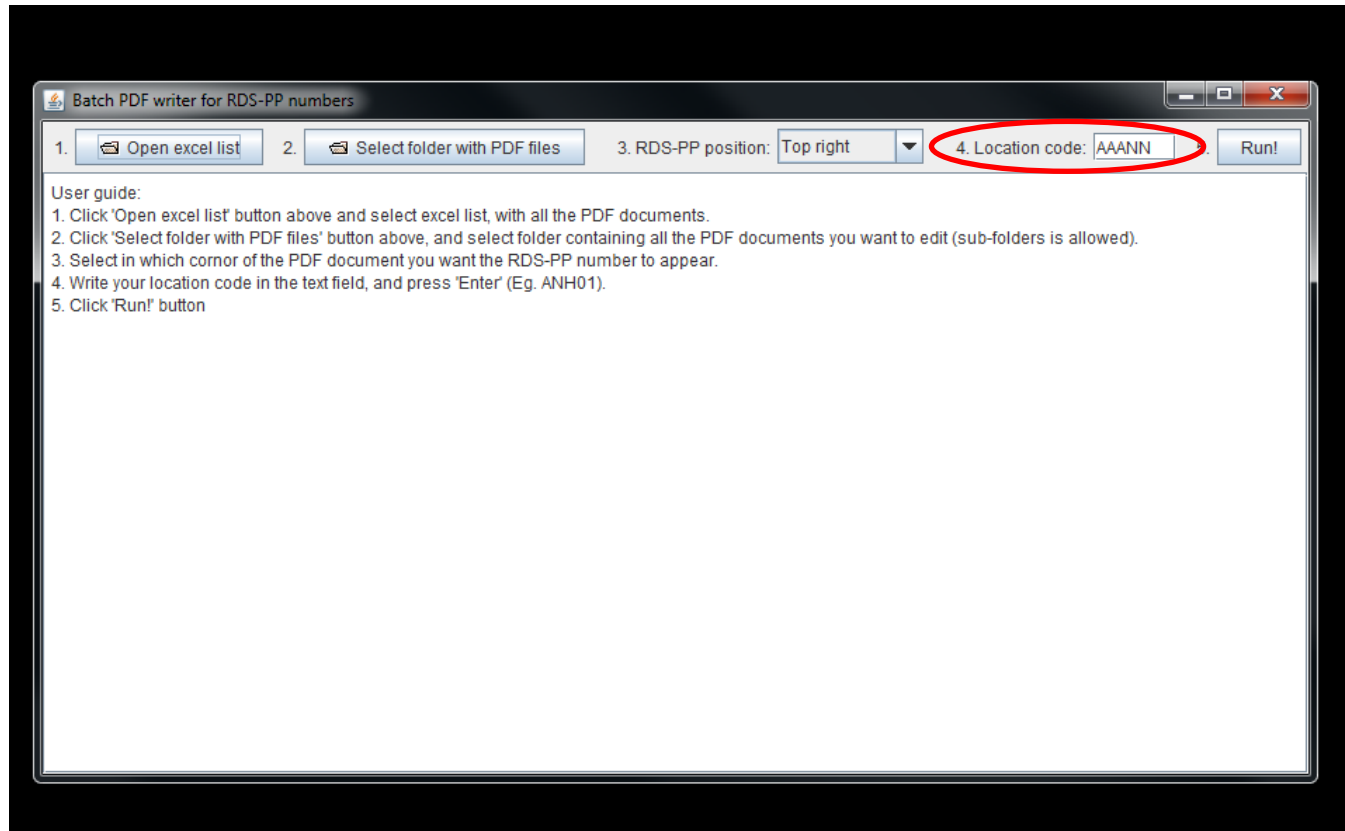 Batch PDF writer for RDS-PP numbers
1. Open excel list 2. Select folder with PDF files 3. RDS-PP position: Top right 4. Location code: AAANN 5. Run!
User guide:
1. Click 'Open excel list' button above and select excel list, with all the PDF documents.
2. Click 'Select folder with PDF files' button above, and select folder containing all the PDF documents you want to edit (sub-folders is allowed).
3. Select in which cornor of the PDF document you want the RDS-PP number to appear.
4. Write your location code in the text field, and press 'Enter' (Eg. ANH01).
5. Click 'Run!' button